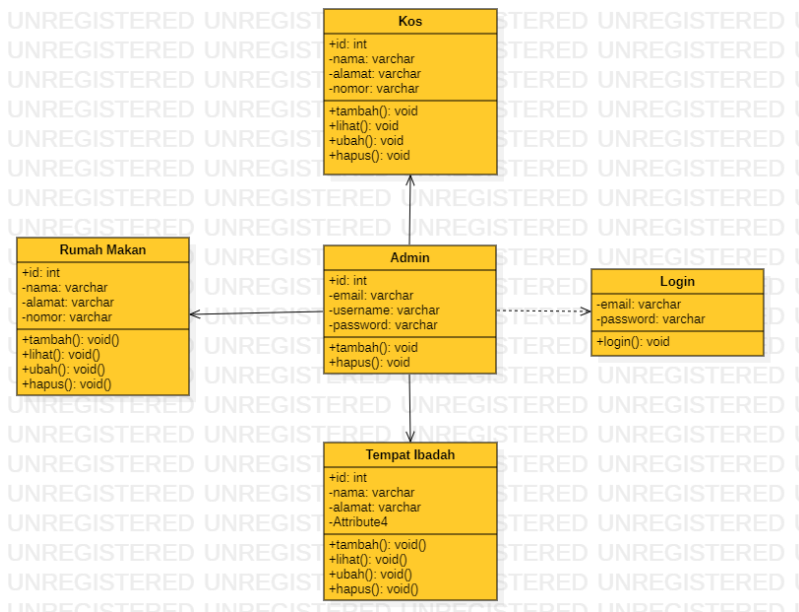 Kos
+id: int
-nama: varchar
-alamat: varchar
-nomor: varchar
+tambah(): void
+lihat(): void
+ubah(): void
+hapus(): void
Rumah Makan
+id: int
-nama: varchar
-alamat: varchar
-nomor: varchar
+tambah(): void()
+lihat(): void()
+ubah(): void()
+hapus(): void()
Admin
+id: int
-email: varchar
-username: varchar
-password: varchar
+tambah(): void
+hapus(): void
Login
-email: varchar
-password: varchar
+login(): void
Tempat Ibadah
+id: int
-nama: varchar
-alamat: varchar
-Attribute4
+tambah(): void()
+lihat(): void()
+ubah(): void()
+hapus(): void()
UNREGISTERED